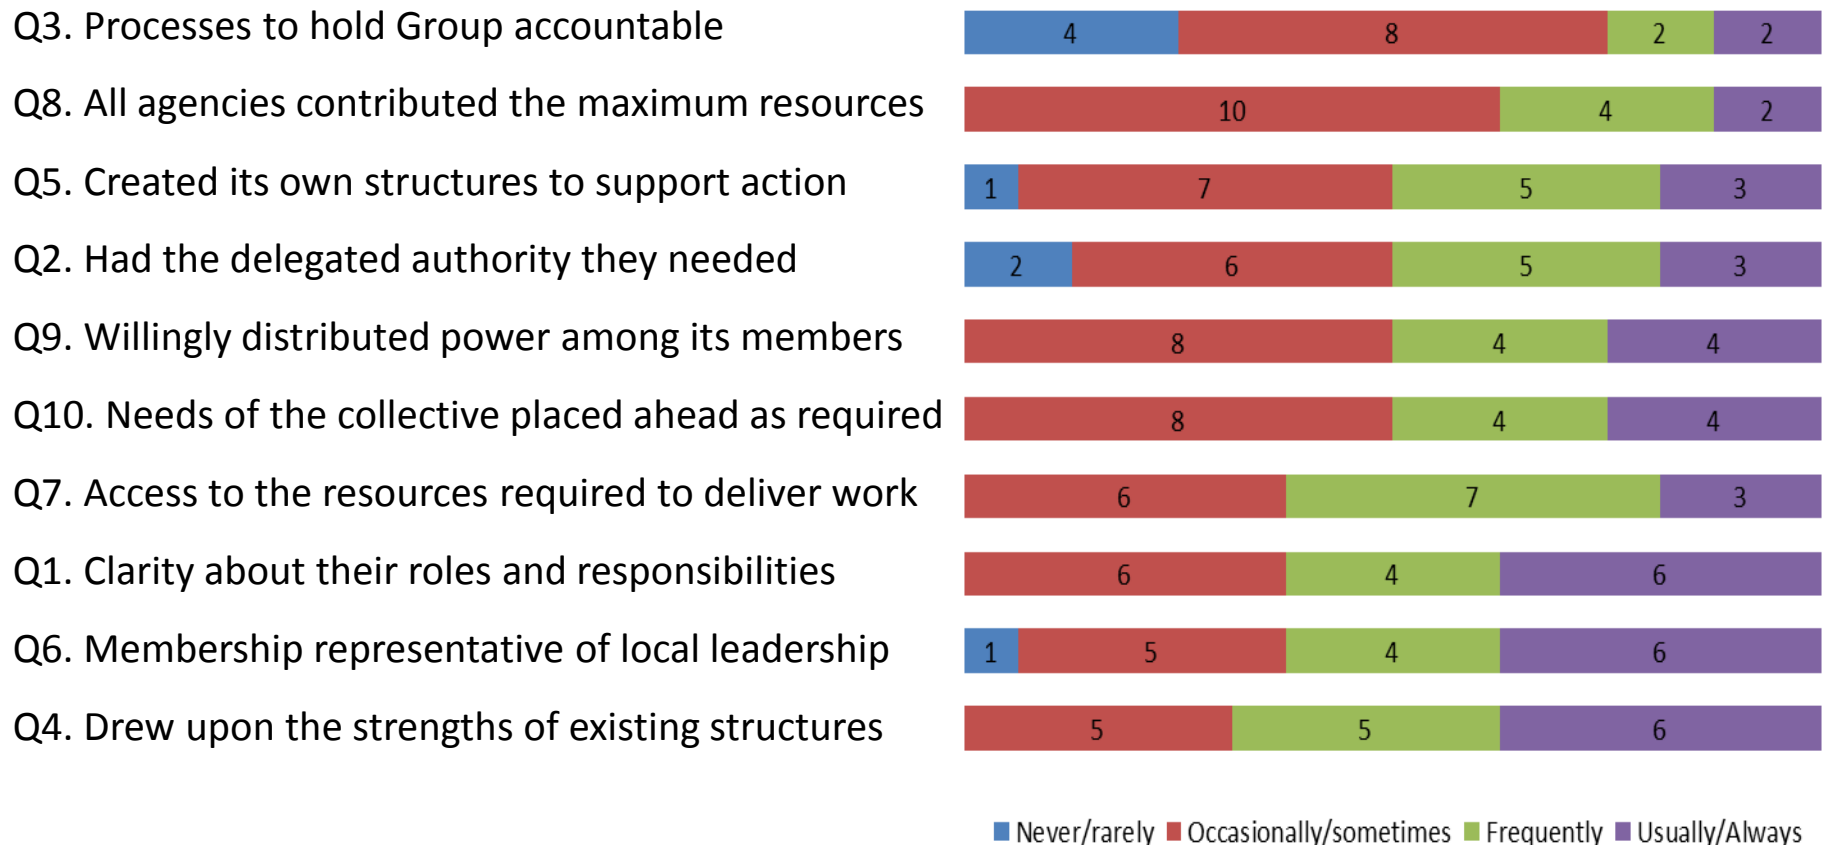 Q3. Processes to hold Group accountable 4 8 2 2
Q8. All agencies contributed the maximum resources 10 4 2
Q5. Created its own structures to support action 1 7 5 3
Q2. Had the delegated authority they needed 2 6 5 3
Q9. Willingly distributed power among its members 8 4 4
Q10. Needs of the collective placed ahead as required 8 4 4
Q7. Access to the resources required to deliver work 6 7 3
Q1. Clarity about their roles and responsibilities 6 4 6
Q6. Membership representative of local leadership 1 5 4 6
Q4. Drew upon the strengths of existing structures 5 5 6
Never/rarely Occasionally/sometimes Frequently Usually/Always